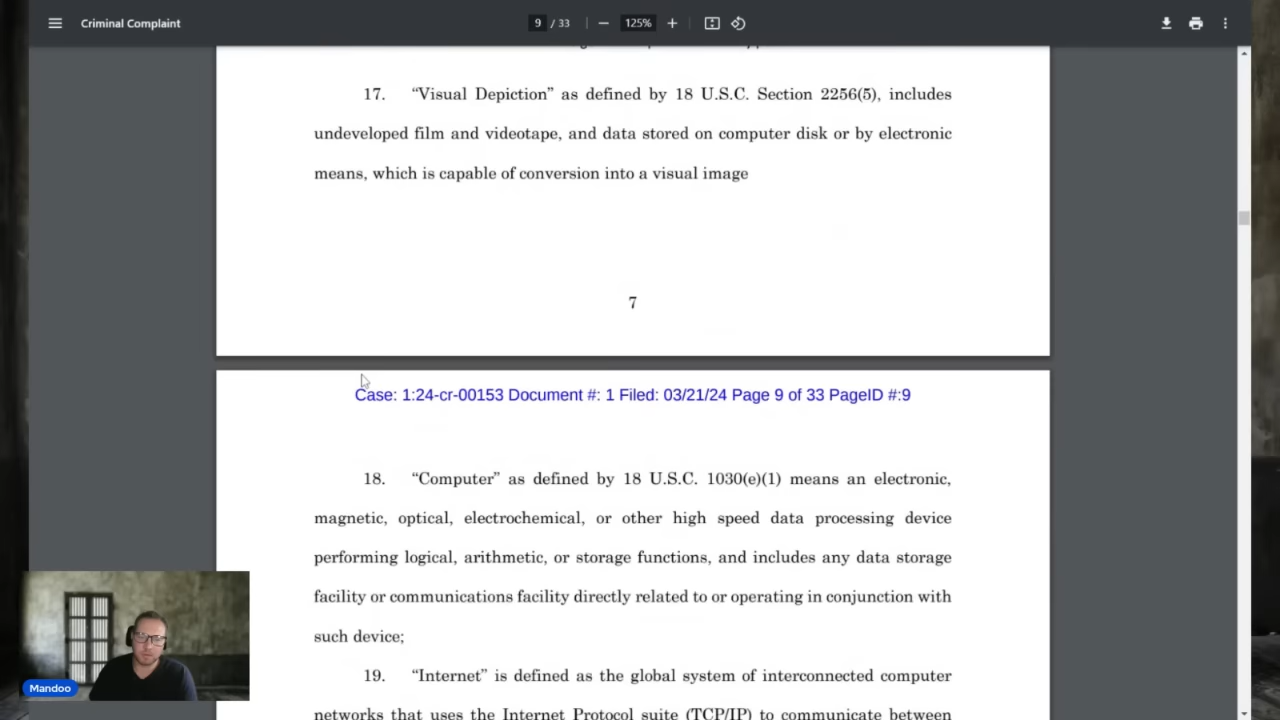 Criminal Complaint
9 / 33
125%
17. “Visual Depiction” as defined by 18 U.S.C. Section 2256(5), includes
undeveloped film and videotape, and data stored on computer disk or by electronic
means, which is capable of conversion into a visual image
7
Case: 1:24-cr-00153 Document #: 1 Filed: 03/21/24 Page 9 of 33 PageID #:9
18. “Computer” as defined by 18 U.S.C. 1030(e)(1) means an electronic,
magnetic, optical, electrochemical, or other high speed data processing device
performing logical, arithmetic, or storage functions, and includes any data storage
facility or communications facility directly related to or operating in conjunction with
such device;
19. “Internet” is defined as the global system of interconnected computer
networks that uses the Internet Protocol suite (TCP/IP) to communicate between
Mandoo